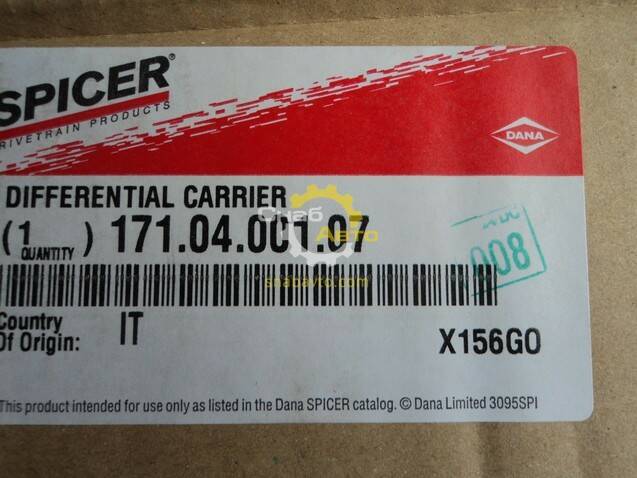 SPICER®
DRIVETRAIN PRODUCTS
DANA
DIFFERENTIAL CARRIER
(1) 171.04.001.07
QUANTITY
Снаб
Авто
snabavto.com
008
Country
Of Origin:
IT
X156GO
This product intended for use only as listed in the Dana SPICER catalog. © Dana Limited 3095SPI